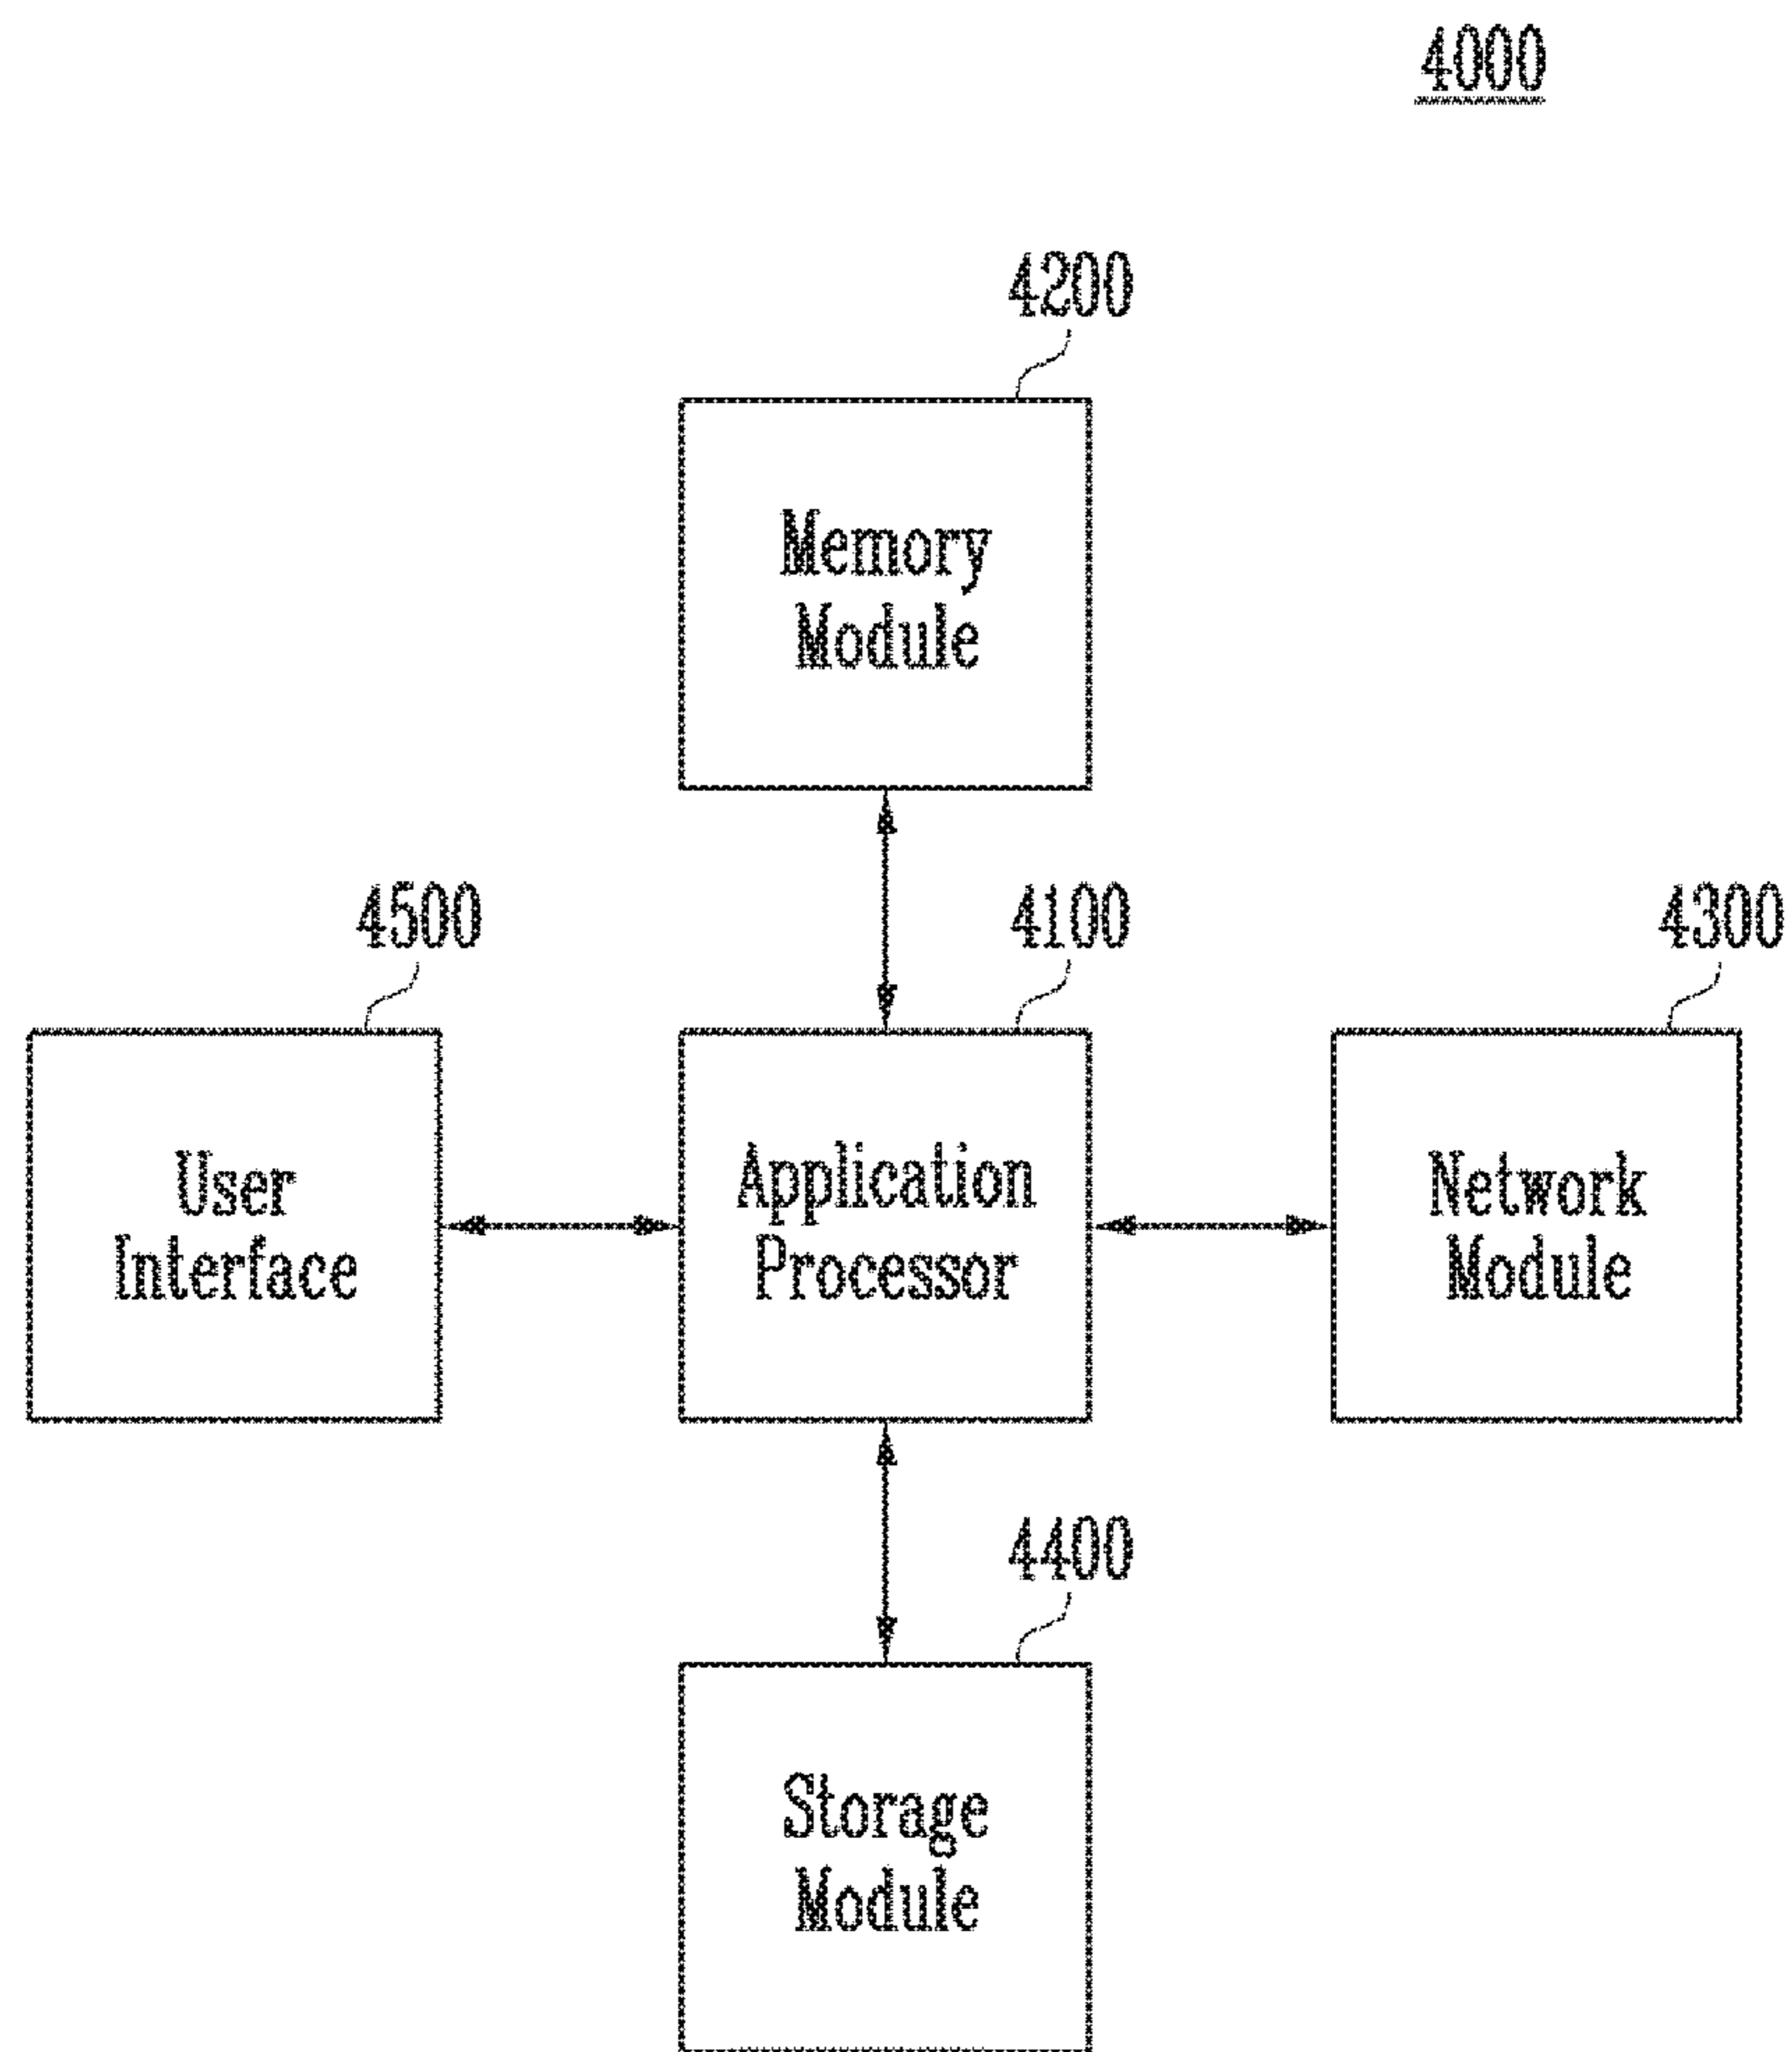 4000
4200
Memory
Module
4500
4100
4300
User
Interface
Application
Processor
Network
Module
4400
Storage
Module